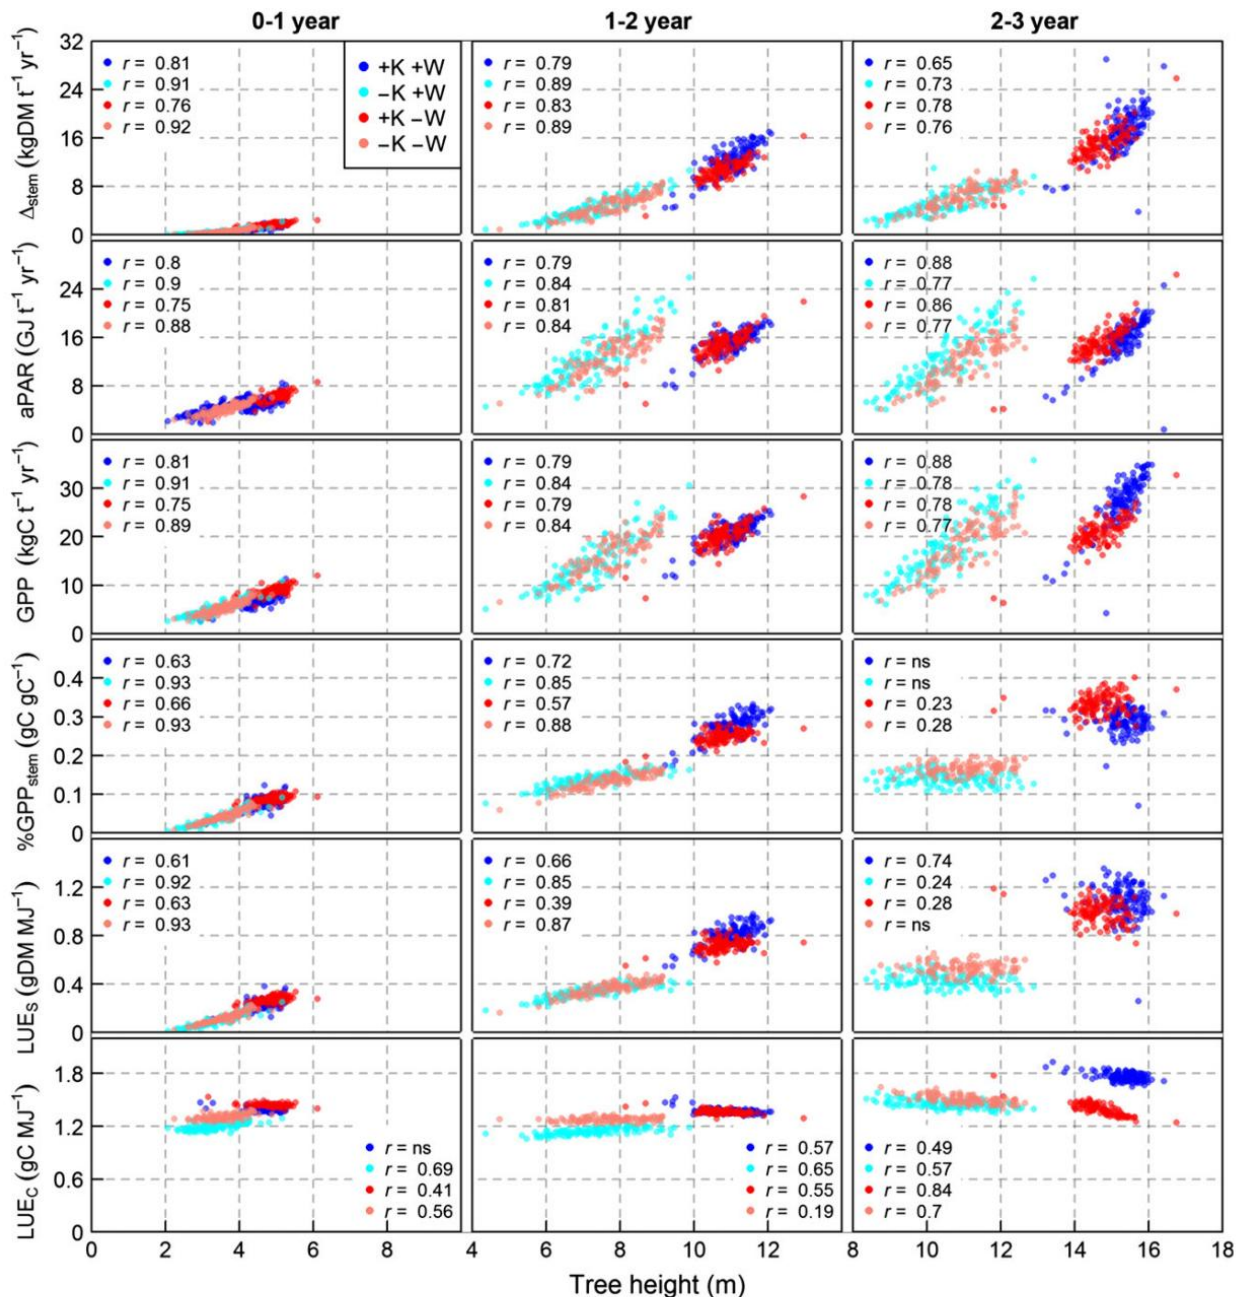 0-1 year
1-2 year
2-3 year
Δstem (kgDM t⁻¹ yr⁻¹)
32
24
16
8
0
r = 0.81
r = 0.91
r = 0.76
r = 0.92
+K +W
−K +W
+K −W
−K −W
r = 0.79
r = 0.89
r = 0.83
r = 0.89
r = 0.65
r = 0.73
r = 0.78
r = 0.76
aPAR (GJ t⁻¹ yr⁻¹)
24
16
8
0
r = 0.8
r = 0.9
r = 0.75
r = 0.88
r = 0.79
r = 0.84
r = 0.81
r = 0.84
r = 0.88
r = 0.77
r = 0.86
r = 0.77
GPP (kgC t⁻¹ yr⁻¹)
30
20
10
0
r = 0.81
r = 0.91
r = 0.75
r = 0.89
r = 0.79
r = 0.84
r = 0.79
r = 0.84
r = 0.88
r = 0.78
r = 0.78
r = 0.77
%GPPstem (gC gC⁻¹)
0.4
0.3
0.2
0.1
0
r = 0.63
r = 0.93
r = 0.66
r = 0.93
r = 0.72
r = 0.85
r = 0.57
r = 0.88
r = ns
r = ns
r = 0.23
r = 0.28
LUEs (gDM MJ⁻¹)
1.2
0.8
0.4
0
r = 0.61
r = 0.92
r = 0.63
r = 0.93
r = 0.66
r = 0.85
r = 0.39
r = 0.87
r = 0.74
r = 0.24
r = 0.28
r = ns
LUEC (gC MJ⁻¹)
1.8
1.2
0.6
0
r = ns
r = 0.69
r = 0.41
r = 0.56
r = 0.57
r = 0.65
r = 0.55
r = 0.19
r = 0.49
r = 0.57
r = 0.84
r = 0.7
0 2 4 6 8 4 6 8 10 12 8 10 12 14 16 18
Tree height (m)